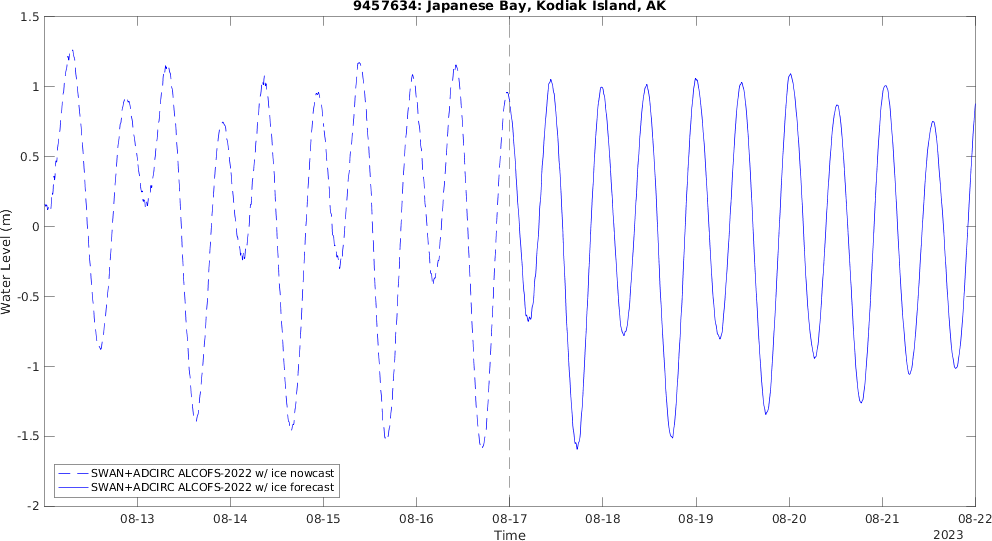 9457634: Japanese Bay, Kodiak Island, AK
1.5
1
0.5
0
-0.5
-1
-1.5
-2
Water Level (m)
SWAN+ADCIRC ALCOFS-2022 w/ ice nowcast
SWAN+ADCIRC ALCOFS-2022 w/ ice forecast
08-13 08-14 08-15 08-16 08-17 08-18 08-19 08-20 08-21 08-22
Time
2023